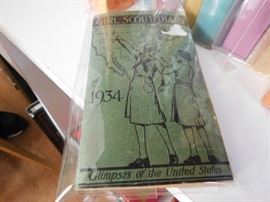 GIRL SCOUT DIARY
1934-
Glimpses of the United States